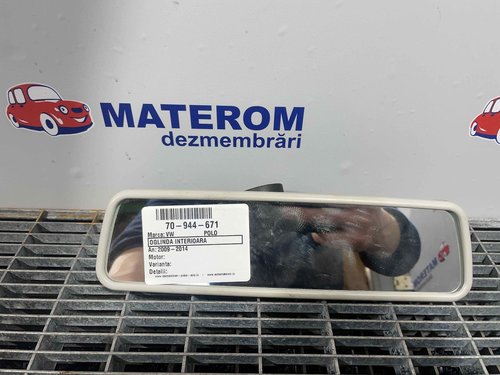 MATEROM
dezmembrări
70-944-671
Marca: VW POLO
OGLINDA INTERIOARA
An: 2009-2014
Motor:
Varianta:
Detalii: